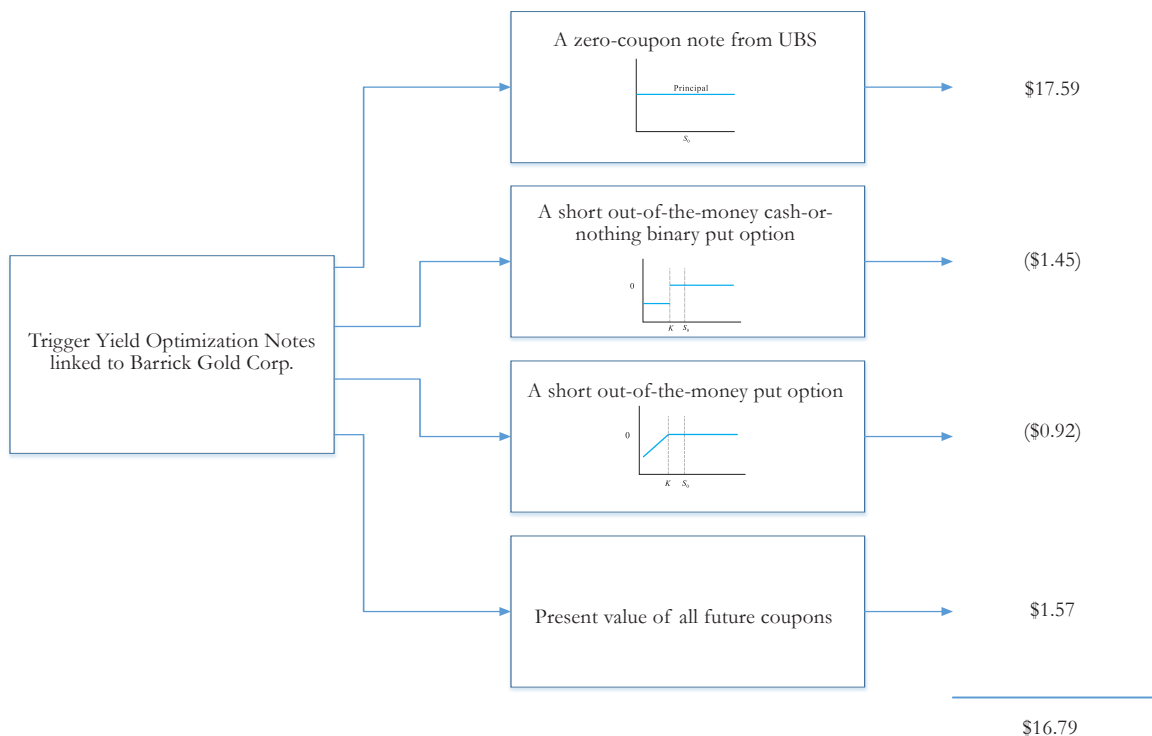 A zero-coupon note from UBS
Principal
S0
$17.59
A short out-of-the-money cash-or-
nothing binary put option
0
K
S0
($1.45)
Trigger Yield Optimization Notes
linked to Barrick Gold Corp.
A short out-of-the-money put option
0
K
S0
($0.92)
Present value of all future coupons
$1.57
$16.79